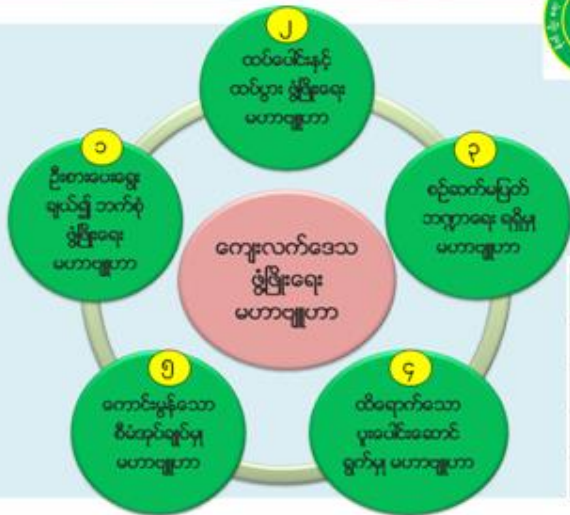 ၂
ထပ်ပေါင်းနှင့်
ထပ်ပွား ဖွံ့ဖြိုးရေး
မဟာဗျူဟာ
၁
ဦးစားပေးရွေး
ချယ်၍ ဘက်စုံ
ဖွံ့ဖြိုးရေး
မဟာဗျူဟာ
၃
စဉ်ဆက်မပြတ်
ဘဏ္ဍာရေး ရရှိမှု
မဟာဗျူဟာ
ကျေးလက်ဒေသ
ဖွံ့ဖြိုးရေး
မဟာဗျူဟာ
၅
ကောင်းမွန်သော
စီမံအုပ်ချုပ်မှု
မဟာဗျူဟာ
၄
ထိရောက်သော
ပူးပေါင်းဆောင်
ရွက်မှု မဟာဗျူဟာ